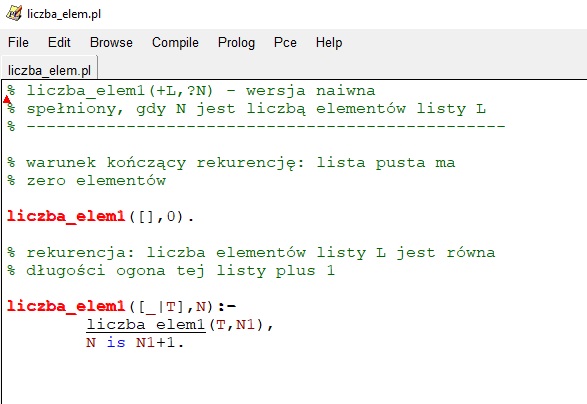 liczba_elem.pl
File Edit Browse Compile Prolog Pce Help
liczba_elem.pl
% liczba_elem1(+L,?N) - wersja naiwna
% spełniony, gdy N jest liczbą elementów listy L
% ------------------------------------------------
% warunek kończący rekurencję: lista pusta ma
% zero elementów
liczba_elem1([],0).
% rekurencja: liczba elementów listy L jest równa
% długości ogona tej listy plus 1
liczba_elem1([_|T],N):-
liczba_elem1(T,N1),
N is N1+1.